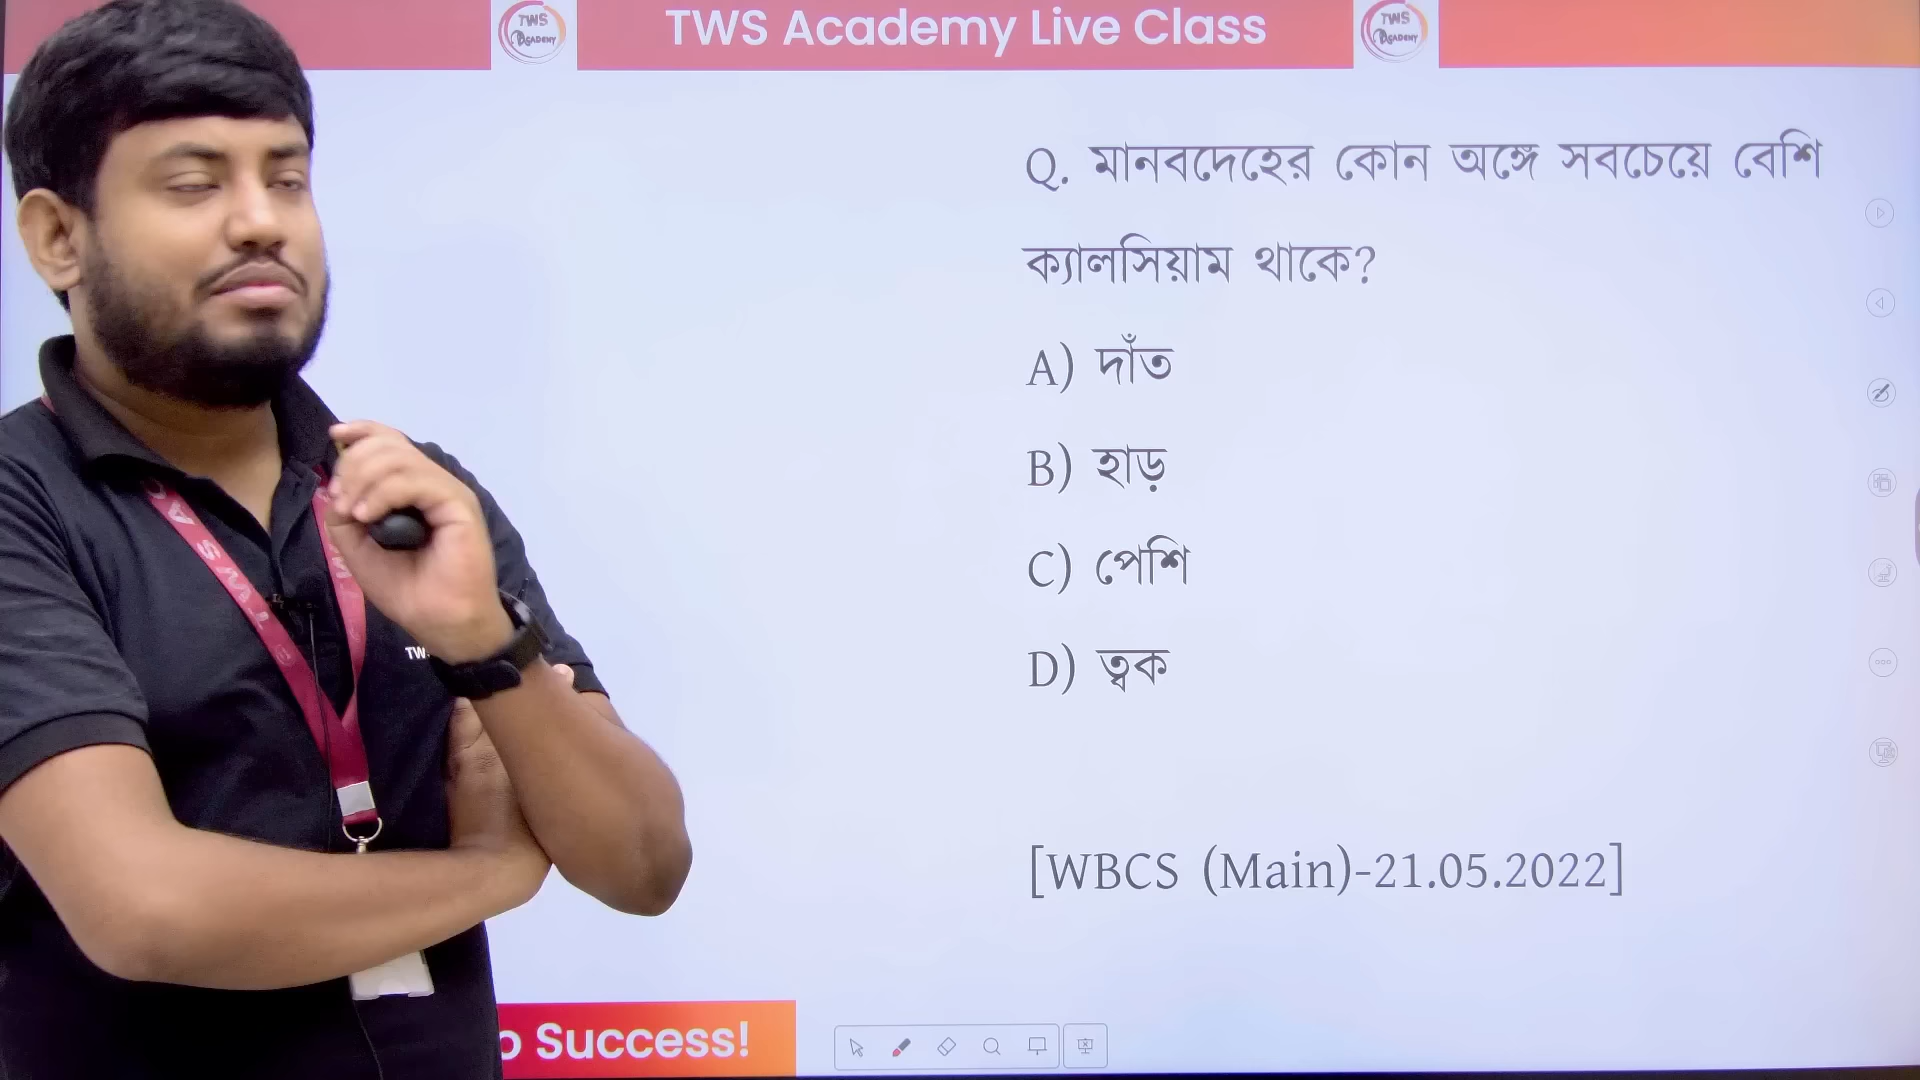 TWS Academy Live Class
TWS
ACADEMY
TWS
ACADEMY
Q. মানবদেহের কোন অঙ্গে সবচেয়ে বেশি
ক্যালসিয়াম থাকে?
A) দাঁত
B) হাড়
C) পেশি
D) ত্বক
[WBCS (Main)-21.05.2022]
TW
Success!